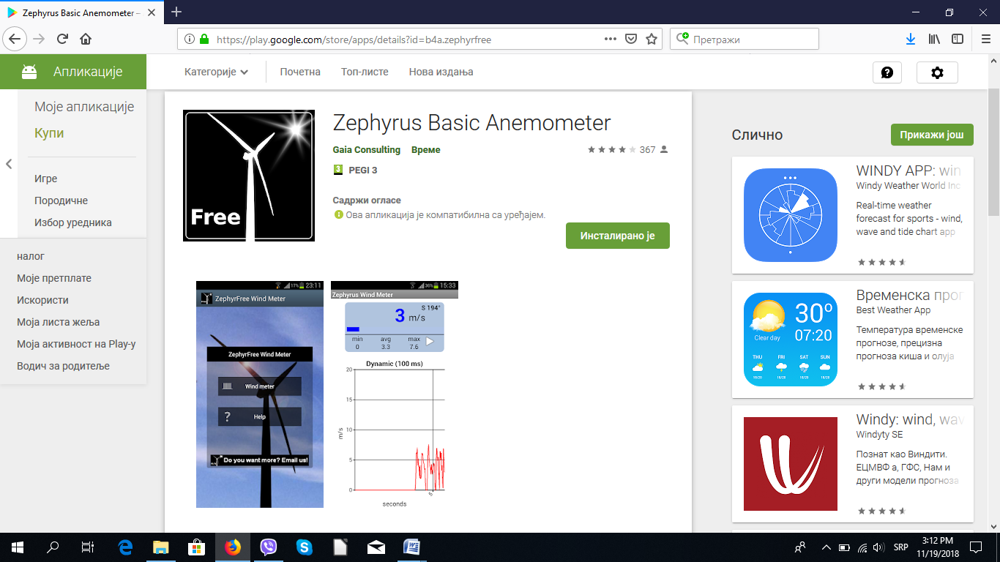 Zephyrus Basic Anemometer –
https://play.google.com/store/apps/details?id=b4a.zephyrfree
Претражи
Апликације
Категорије
Почетна
Топ-листе
Нова издања
Моје апликације
Купи
Игре
Породичне
Избор уредника
налог
Моје претплате
Искористи
Моја листа жеља
Моја активност на Play-у
Водич за родитеље
Free
Zephyrus Basic Anemometer
Gaia Consulting Време
367
3 PEGI 3
Садржи огласе
Ова апликација је компатибилна са уређајем.
Инсталирано је
17% 23:11
ZephyrFree Wind Meter
ZephyrFree Wind Meter
Wind meter
? Help
Do you want more? Email us!
36% 15:33
Zephyrus Wind Meter
S 194°
3 m/s
min avg max
0 3.3 7.6
Dynamic (100 ms)
20
15
10
5
0
m/s
5
seconds
Слично
Прикажи још
WINDY APP: win
Windy Weather World Inc
Real-time weather
forecast for sports - wind,
wave and tide chart app
Временска прог
Best Weather App
Температура временске
прогнозе, прецизна
прогноза киша и олуја
30°
Clear day 07:20
THU FRI SAT SUN
Windy: wind, wav
Windyty SE
Познат као Виндити.
ЕЦМВФ а, ГФС, Нам и
други модели прогноза
SRP
3:12 PM
11/19/2018